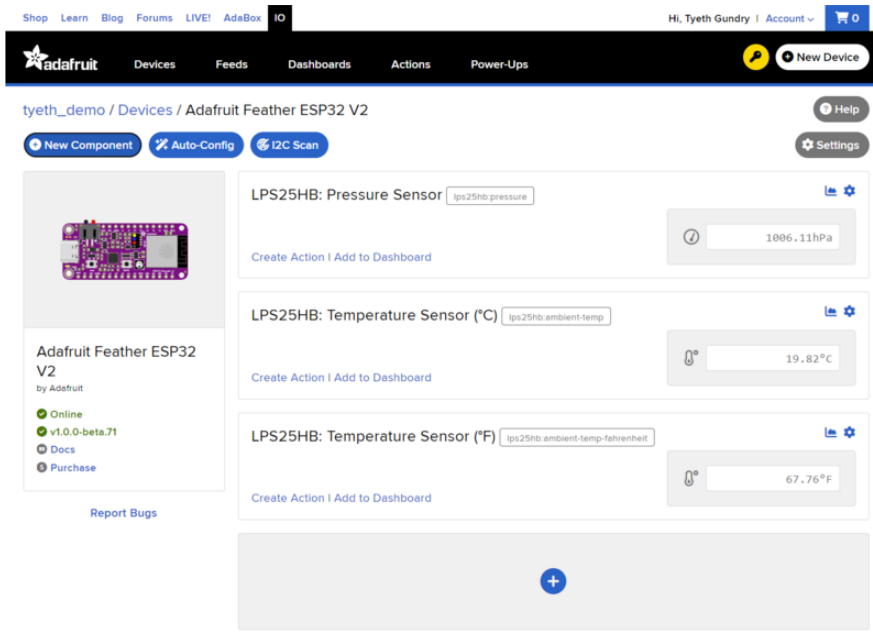 Shop Learn Blog Forums LIVE! AdaBox IO
Hi, Tyeth Gundry | Account 0
adafruit Devices Feeds Dashboards Actions Power-Ups New Device
tyeth_demo / Devices / Adafruit Feather ESP32 V2
Help
New Component Auto-Config I2C Scan
Settings
LPS25HB: Pressure Sensor lps25hb:pressure
1006.11hPa
Create Action | Add to Dashboard
LPS25HB: Temperature Sensor (°C) lps25hb:ambient-temp
19.82°C
Create Action | Add to Dashboard
LPS25HB: Temperature Sensor (°F) lps25hb:ambient-temp-fahrenheit
67.76°F
Create Action | Add to Dashboard
Adafruit Feather ESP32
V2
by Adafruit
Online
v1.0.0-beta.71
Docs
Purchase
Report Bugs